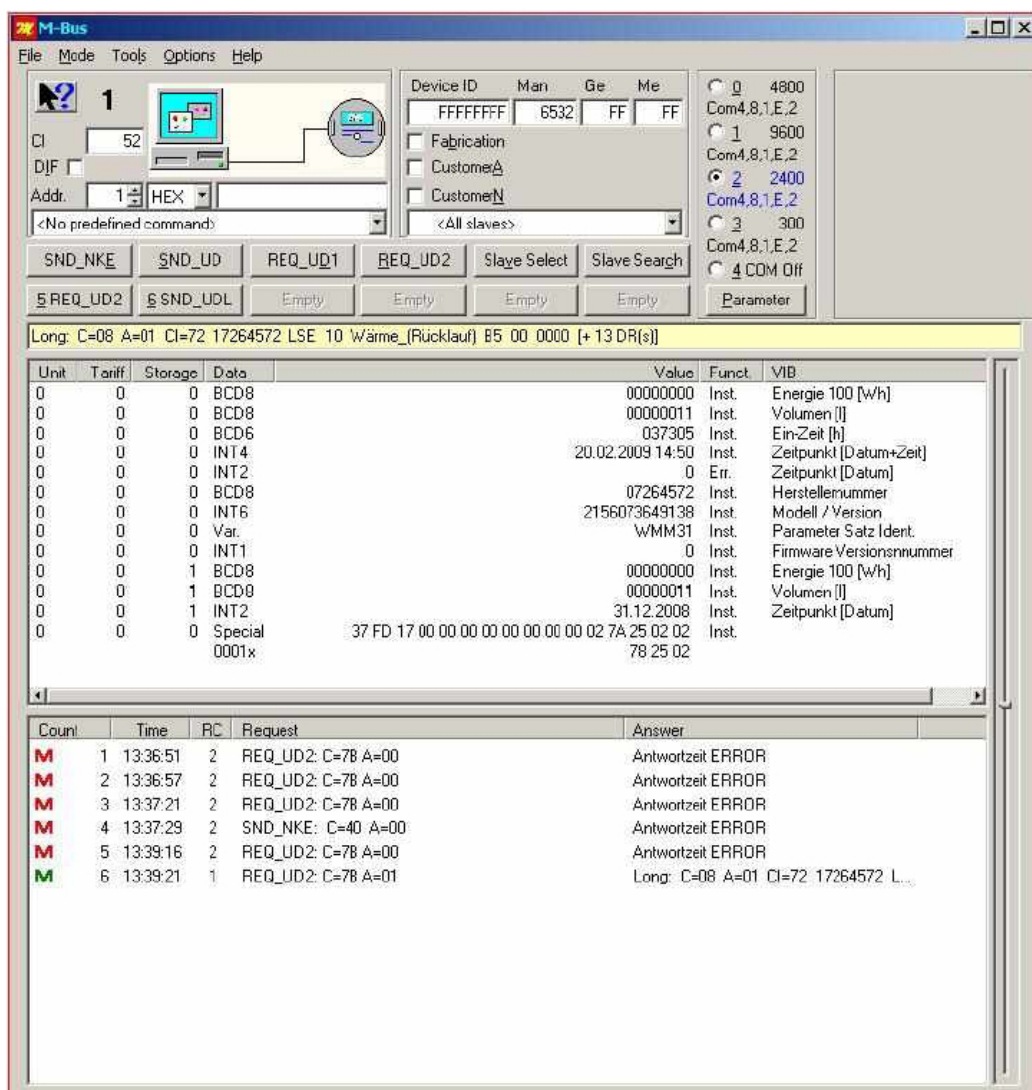 M-Bus
File Mode Tools Options Help
1
CI 52
DIF
Addr. 1 HEX
<No predefined command>
Device ID Man Ge Me
FFFFFFFF 6532 FF FF
Fabrication
CustomerA
CustomerN
<All slaves>
0 4800
Com4,8,1,E,2
1 9600
Com4,8,1,E,2
2 2400
Com4,8,1,E,2
3 300
Com4,8,1,E,2
4 COM Off
SND_NKE SND_UD REQ_UD1 REQ_UD2 Slave Select Slave Search
5 REQ_UD2 6 SND_UDL Empty Empty Empty Empty Parameter
Long: C=08 A=01 CI=72 17264572 LSE 10 Wärme_(Rücklauf) B5 00 0000 [+ 13 DR(s)]
Unit Tariff Storage Data Value Funct. VIB
0 0 0 BCD8 00000000 Inst. Energie 100 [Wh]
0 0 0 BCD8 00000011 Inst. Volumen [l]
0 0 0 BCD6 037305 Inst. Ein-Zeit [h]
0 0 0 INT4 20.02.2009 14:50 Inst. Zeitpunkt [Datum+Zeit]
0 0 0 INT2 0 Err. Zeitpunkt [Datum]
0 0 0 BCD8 07264572 Inst. Herstellernummer
0 0 0 INT6 2156073649138 Inst. Modell / Version
0 0 0 Var. WMM31 Inst. Parameter Satz Ident.
0 0 0 INT1 0 Inst. Firmware Versionsnnummer
0 0 1 BCD8 00000000 Inst. Energie 100 [Wh]
0 0 1 BCD8 00000011 Inst. Volumen [l]
0 0 1 INT2 31.12.2008 Inst. Zeitpunkt [Datum]
0 0 0 Special 37 FD 17 00 00 00 00 00 00 00 00 02 7A 25 02 02 Inst.
0001x 78 25 02
Count Time RC Request Answer
M 1 13:36:51 2 REQ_UD2: C=7B A=00 Antwortzeit ERROR
M 2 13:36:57 2 REQ_UD2: C=7B A=00 Antwortzeit ERROR
M 3 13:37:21 2 REQ_UD2: C=7B A=00 Antwortzeit ERROR
M 4 13:37:29 2 SND_NKE: C=40 A=00 Antwortzeit ERROR
M 5 13:39:16 2 REQ_UD2: C=7B A=00 Antwortzeit ERROR
M 6 13:39:21 1 REQ_UD2: C=7B A=01 Long: C=08 A=01 CI=72 17264572 L...